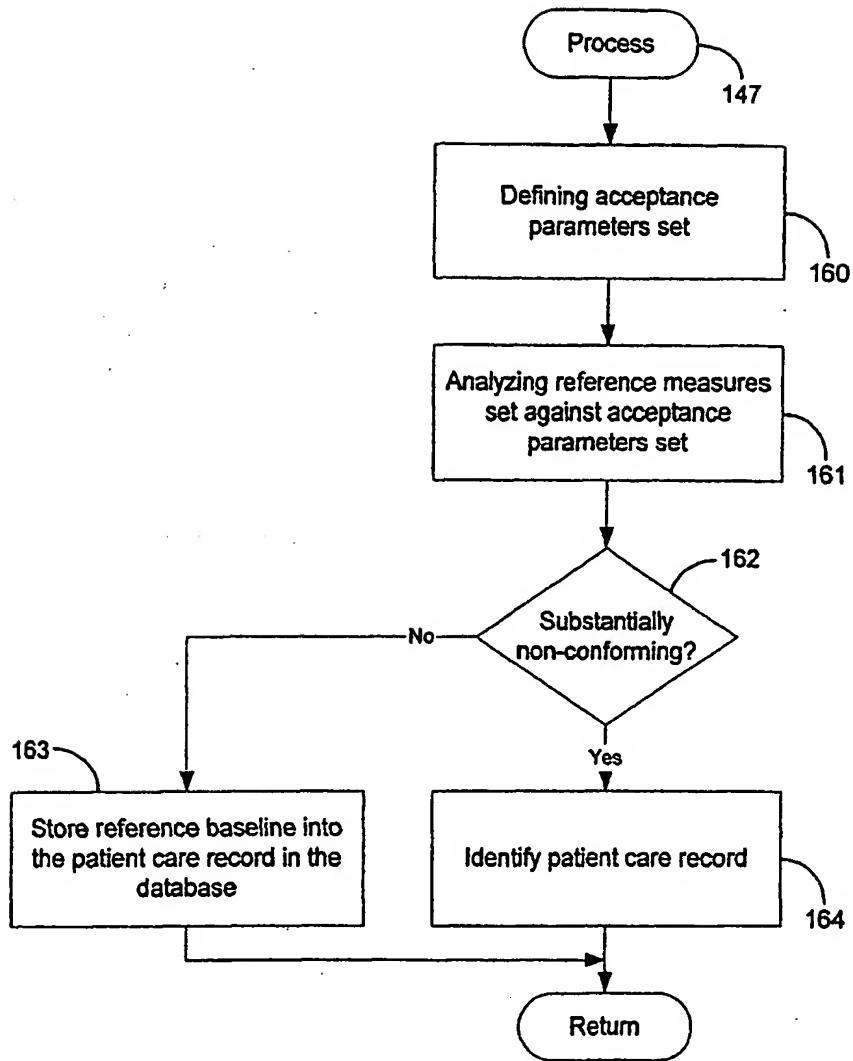 Process
147
Defining acceptance
parameters set
160
Analyzing reference measures
set against acceptance
parameters set
161
162
Substantially
non-conforming?
No
Yes
163
Store reference baseline into
the patient care record in the
database
Identify patient care record
164
Return